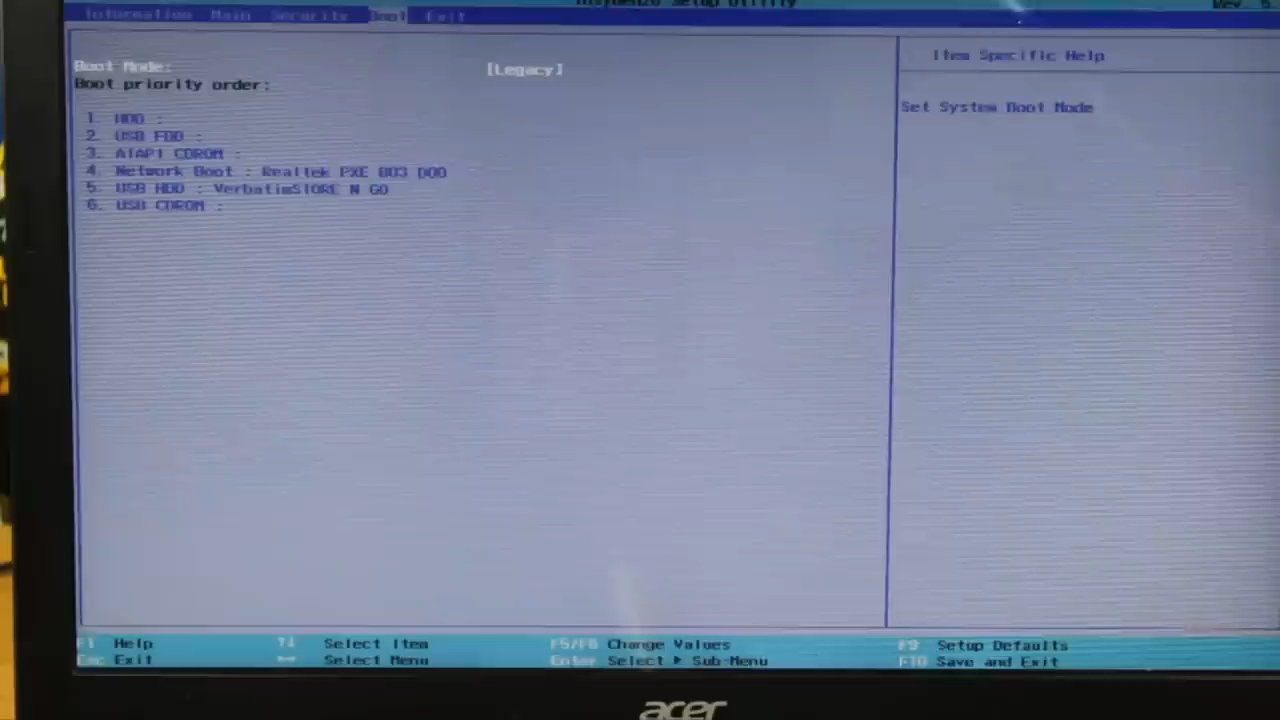 InsydeH20 Setup Utility Rev. 5.
Information Main Security Boot Exit
Boot Mode: [Legacy]
Boot priority order:
1. HDD :
2. USB FDD :
3. ATAPI CDROM :
4. Network Boot : Realtek PXE B03 D00
5. USB HDD : VerbatimSTORE N GO
6. USB CDROM :
Item Specific Help
Set System Boot Mode
F1 Help ↑↓ Select Item F5/F6 Change Values F9 Setup Defaults
Esc Exit ←→ Select Menu Enter Select ▶ Sub-Menu F10 Save and Exit
acer